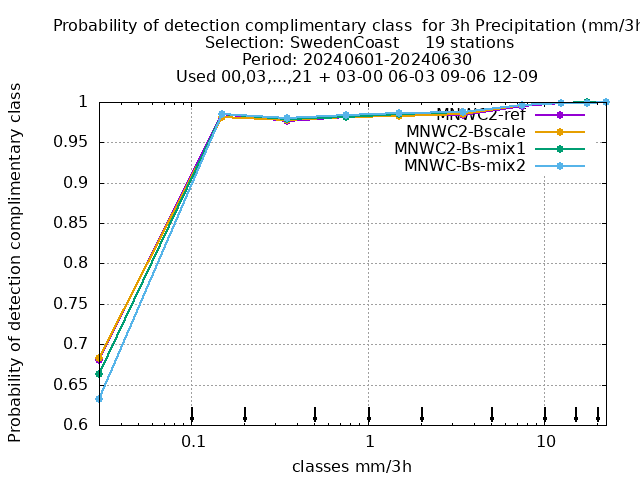 Probability of detection complimentary class  for 3h Precipitation (mm/3h
Selection: SwedenCoast     19 stations
Period: 20240601-20240630
Used 00,03,...,21 + 03-00 06-03 09-06 12-09
Probability of detection complimentary class
1
0.95
0.9
0.85
0.8
0.75
0.7
0.65
0.6
MNWC2-ref
MNWC2-Bscale
MNWC2-Bs-mix1
MNWC-Bs-mix2
0.1
1
10
classes mm/3h